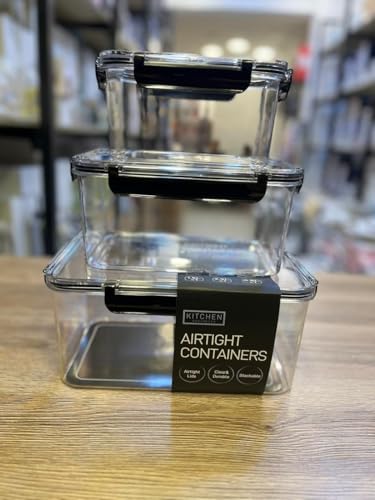 KITCHEN
AIRTIGHT
CONTAINERS
Airtight
Lids
Clear &
Durable
Stackable